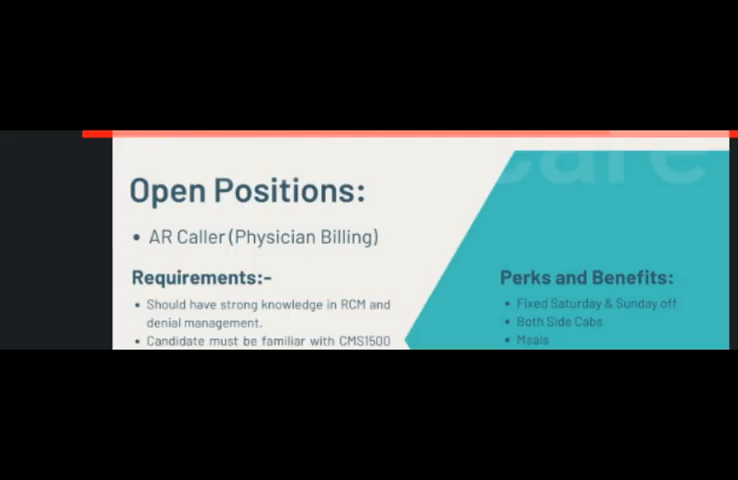 Open Positions:
• AR Caller (Physician Billing)
Requirements:-
• Should have strong knowledge in RCM and
denial management.
• Candidate must be familiar with CMS1500
Perks and Benefits:
• Fixed Saturday & Sunday off
• Both Side Cabs
• Meals